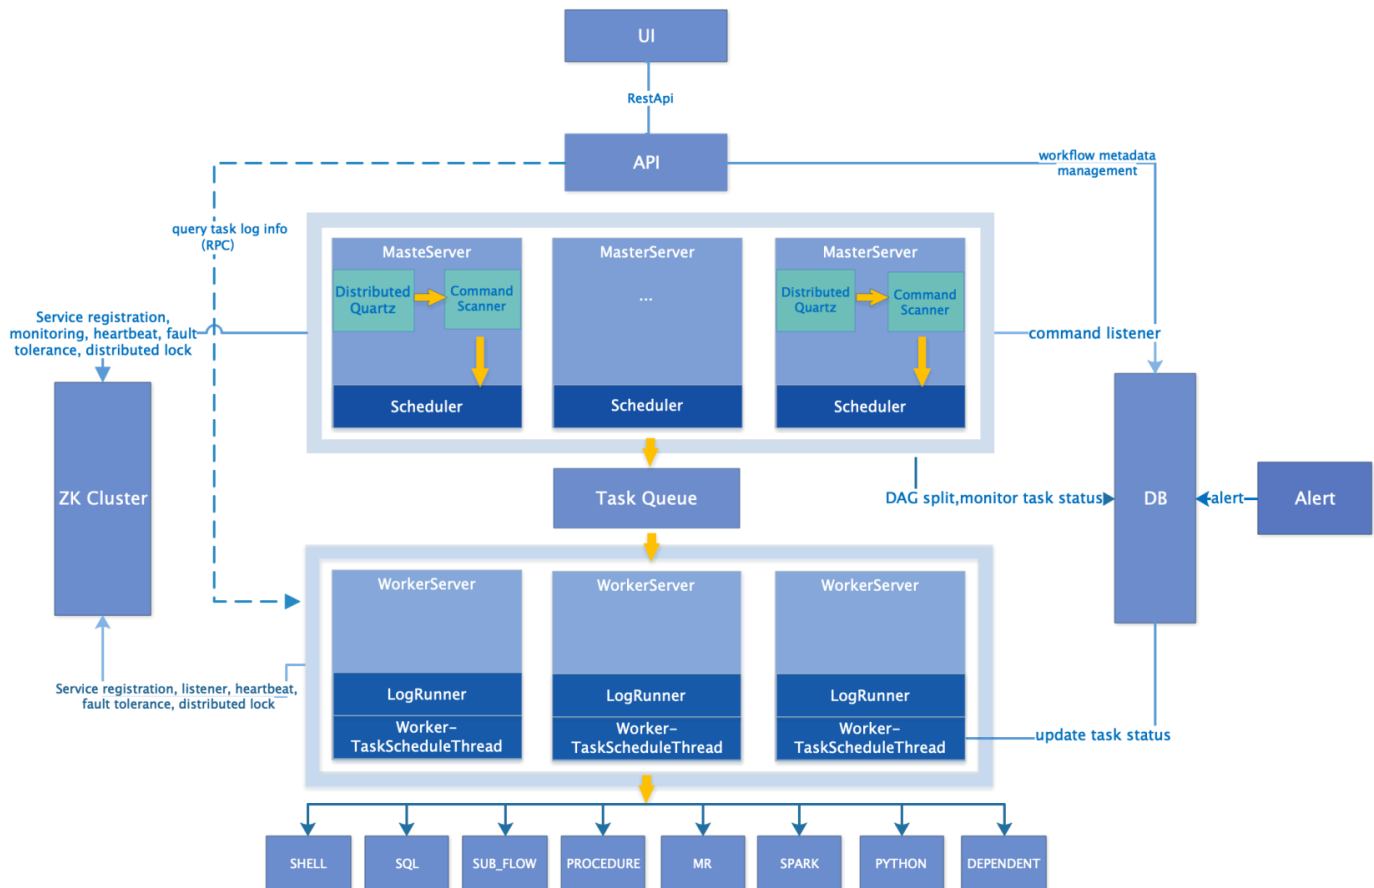 UI
RestApi
API
workflow metadata
management
query task log info
(RPC)
MasteServer
MasterServer
MasterServer
Distributed
Quartz
Command
Scanner
...
Distributed
Quartz
Command
Scanner
Service registration,
monitoring, heartbeat, fault
tolerance, distributed lock
command listener
Scheduler
Scheduler
Scheduler
ZK Cluster
Task Queue
DAG split,monitor task status
DB
alert
Alert
WorkerServer
WorkerServer
WorkerServer
LogRunner
LogRunner
LogRunner
Service registration, listener, heartbeat,
fault tolerance, distributed lock
Worker-
TaskScheduleThread
Worker-
TaskScheduleThread
Worker-
TaskScheduleThread
update task status
SHELL
SQL
SUB_FLOW
PROCEDURE
MR
SPARK
PYTHON
DEPENDENT